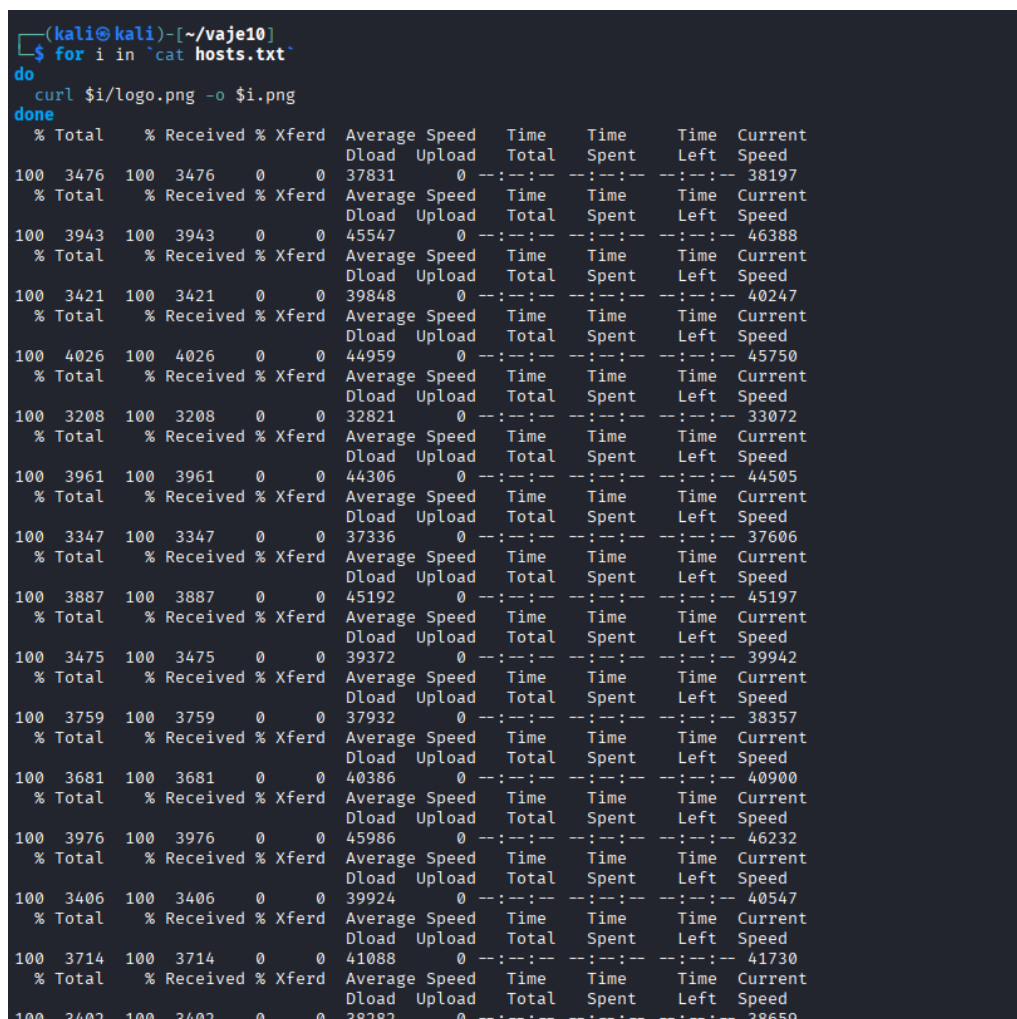 ┌──(kali㉿kali)-[~/vaje10]
└─$ for i in `cat hosts.txt`
do
  curl $i/logo.png -o $i.png
done
  % Total    % Received % Xferd  Average Speed   Time    Time     Time  Current
                                 Dload  Upload   Total   Spent    Left  Speed
100  3476  100  3476    0     0  37831      0 --:--:-- --:--:-- --:--:-- 38197
  % Total    % Received % Xferd  Average Speed   Time    Time     Time  Current
                                 Dload  Upload   Total   Spent    Left  Speed
100  3943  100  3943    0     0  45547      0 --:--:-- --:--:-- --:--:-- 46388
  % Total    % Received % Xferd  Average Speed   Time    Time     Time  Current
                                 Dload  Upload   Total   Spent    Left  Speed
100  3421  100  3421    0     0  39848      0 --:--:-- --:--:-- --:--:-- 40247
  % Total    % Received % Xferd  Average Speed   Time    Time     Time  Current
                                 Dload  Upload   Total   Spent    Left  Speed
100  4026  100  4026    0     0  44959      0 --:--:-- --:--:-- --:--:-- 45750
  % Total    % Received % Xferd  Average Speed   Time    Time     Time  Current
                                 Dload  Upload   Total   Spent    Left  Speed
100  3208  100  3208    0     0  32821      0 --:--:-- --:--:-- --:--:-- 33072
  % Total    % Received % Xferd  Average Speed   Time    Time     Time  Current
                                 Dload  Upload   Total   Spent    Left  Speed
100  3961  100  3961    0     0  44306      0 --:--:-- --:--:-- --:--:-- 44505
  % Total    % Received % Xferd  Average Speed   Time    Time     Time  Current
                                 Dload  Upload   Total   Spent    Left  Speed
100  3347  100  3347    0     0  37336      0 --:--:-- --:--:-- --:--:-- 37606
  % Total    % Received % Xferd  Average Speed   Time    Time     Time  Current
                                 Dload  Upload   Total   Spent    Left  Speed
100  3887  100  3887    0     0  45192      0 --:--:-- --:--:-- --:--:-- 45197
  % Total    % Received % Xferd  Average Speed   Time    Time     Time  Current
                                 Dload  Upload   Total   Spent    Left  Speed
100  3475  100  3475    0     0  39372      0 --:--:-- --:--:-- --:--:-- 39942
  % Total    % Received % Xferd  Average Speed   Time    Time     Time  Current
                                 Dload  Upload   Total   Spent    Left  Speed
100  3759  100  3759    0     0  37932      0 --:--:-- --:--:-- --:--:-- 38357
  % Total    % Received % Xferd  Average Speed   Time    Time     Time  Current
                                 Dload  Upload   Total   Spent    Left  Speed
100  3681  100  3681    0     0  40386      0 --:--:-- --:--:-- --:--:-- 40900
  % Total    % Received % Xferd  Average Speed   Time    Time     Time  Current
                                 Dload  Upload   Total   Spent    Left  Speed
100  3976  100  3976    0     0  45986      0 --:--:-- --:--:-- --:--:-- 46232
  % Total    % Received % Xferd  Average Speed   Time    Time     Time  Current
                                 Dload  Upload   Total   Spent    Left  Speed
100  3406  100  3406    0     0  39924      0 --:--:-- --:--:-- --:--:-- 40547
  % Total    % Received % Xferd  Average Speed   Time    Time     Time  Current
                                 Dload  Upload   Total   Spent    Left  Speed
100  3714  100  3714    0     0  41088      0 --:--:-- --:--:-- --:--:-- 41730
  % Total    % Received % Xferd  Average Speed   Time    Time     Time  Current
                                 Dload  Upload   Total   Spent    Left  Speed
100  3402  100  3402    0     0  38282      0 --:--:-- --:--:-- --:--:-- 38659